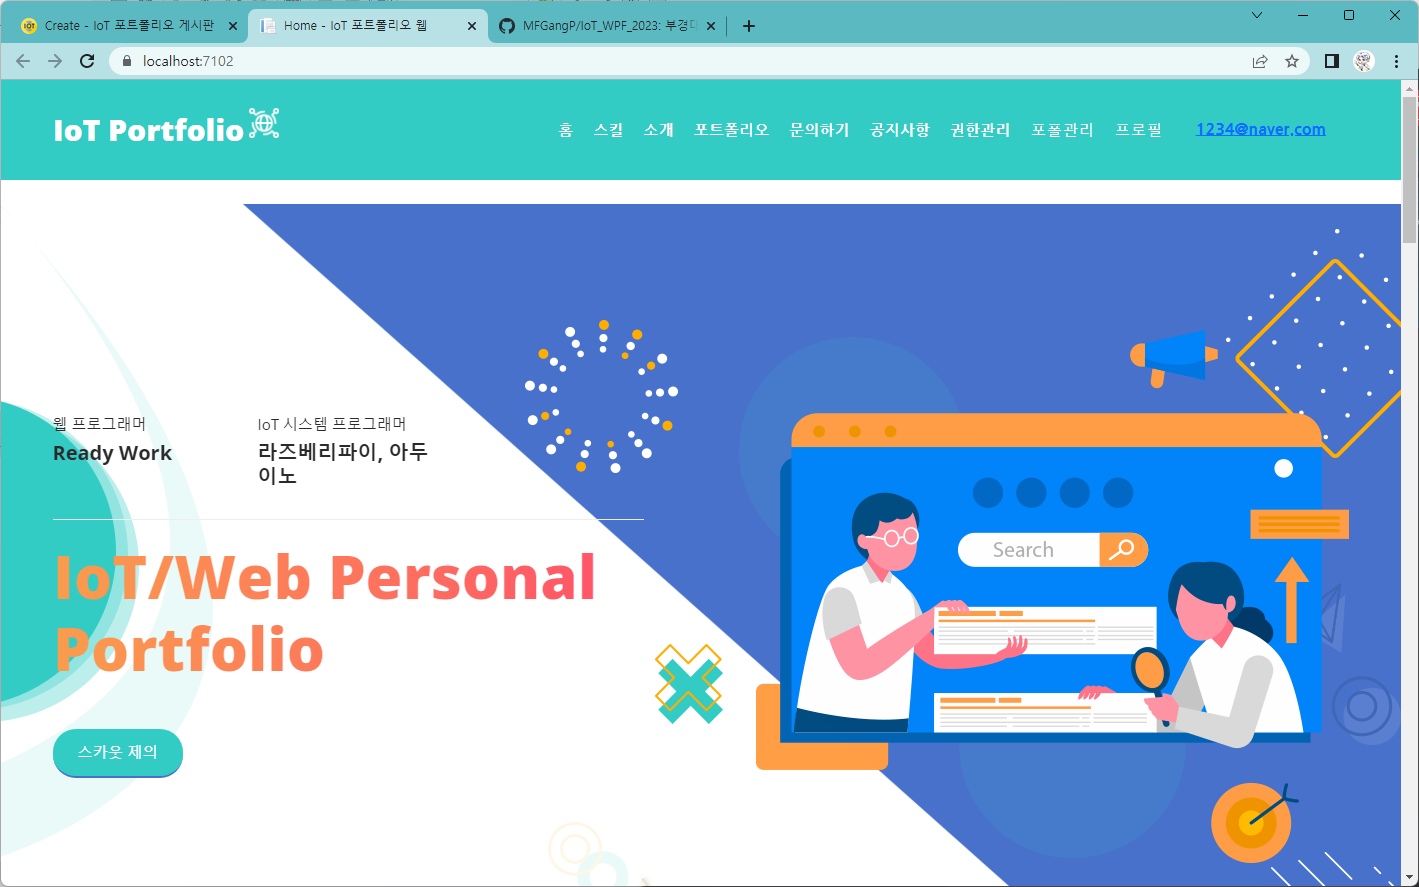 Create - IoT 포트폴리오 게시판
Home - IoT 포트폴리오 웹
MFGangP/IoT_WPF_2023: 부경대
localhost:7102
IoT Portfolio
홈 스킬 소개 포트폴리오 문의하기 공지사항 권한관리 포폴관리 프로필 1234@naver.com
웹 프로그래머
Ready Work
IoT 시스템 프로그래머
라즈베리파이, 아두
이노
IoT/Web Personal
Portfolio
스카웃 제의
Search